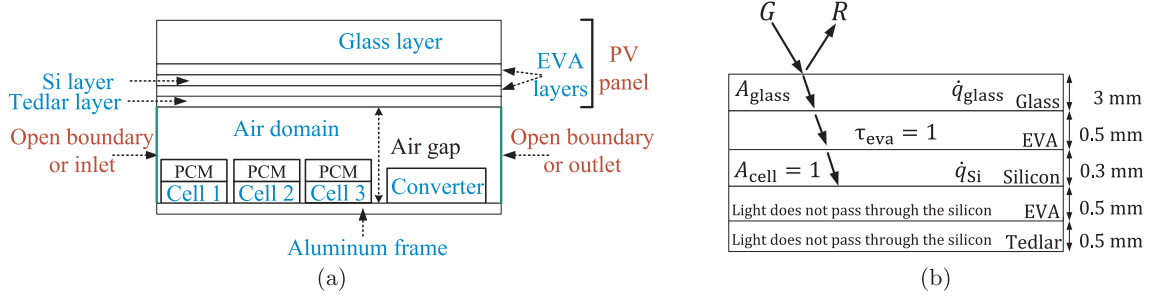 Glass layer
EVA
layers
PV
panel
Si layer
Tedlar layer
Open boundary
or inlet
Air domain
Air gap
Open boundary
or outlet
PCM
PCM
PCM
Cell 1
Cell 2
Cell 3
Converter
Aluminum frame
(a)
G R
A_glass q̇_glass Glass 3 mm
τ_eva = 1 EVA 0.5 mm
A_cell = 1 q̇_Si Silicon 0.3 mm
Light does not pass through the silicon EVA 0.5 mm
Light does not pass through the silicon Tedlar 0.5 mm
(b)